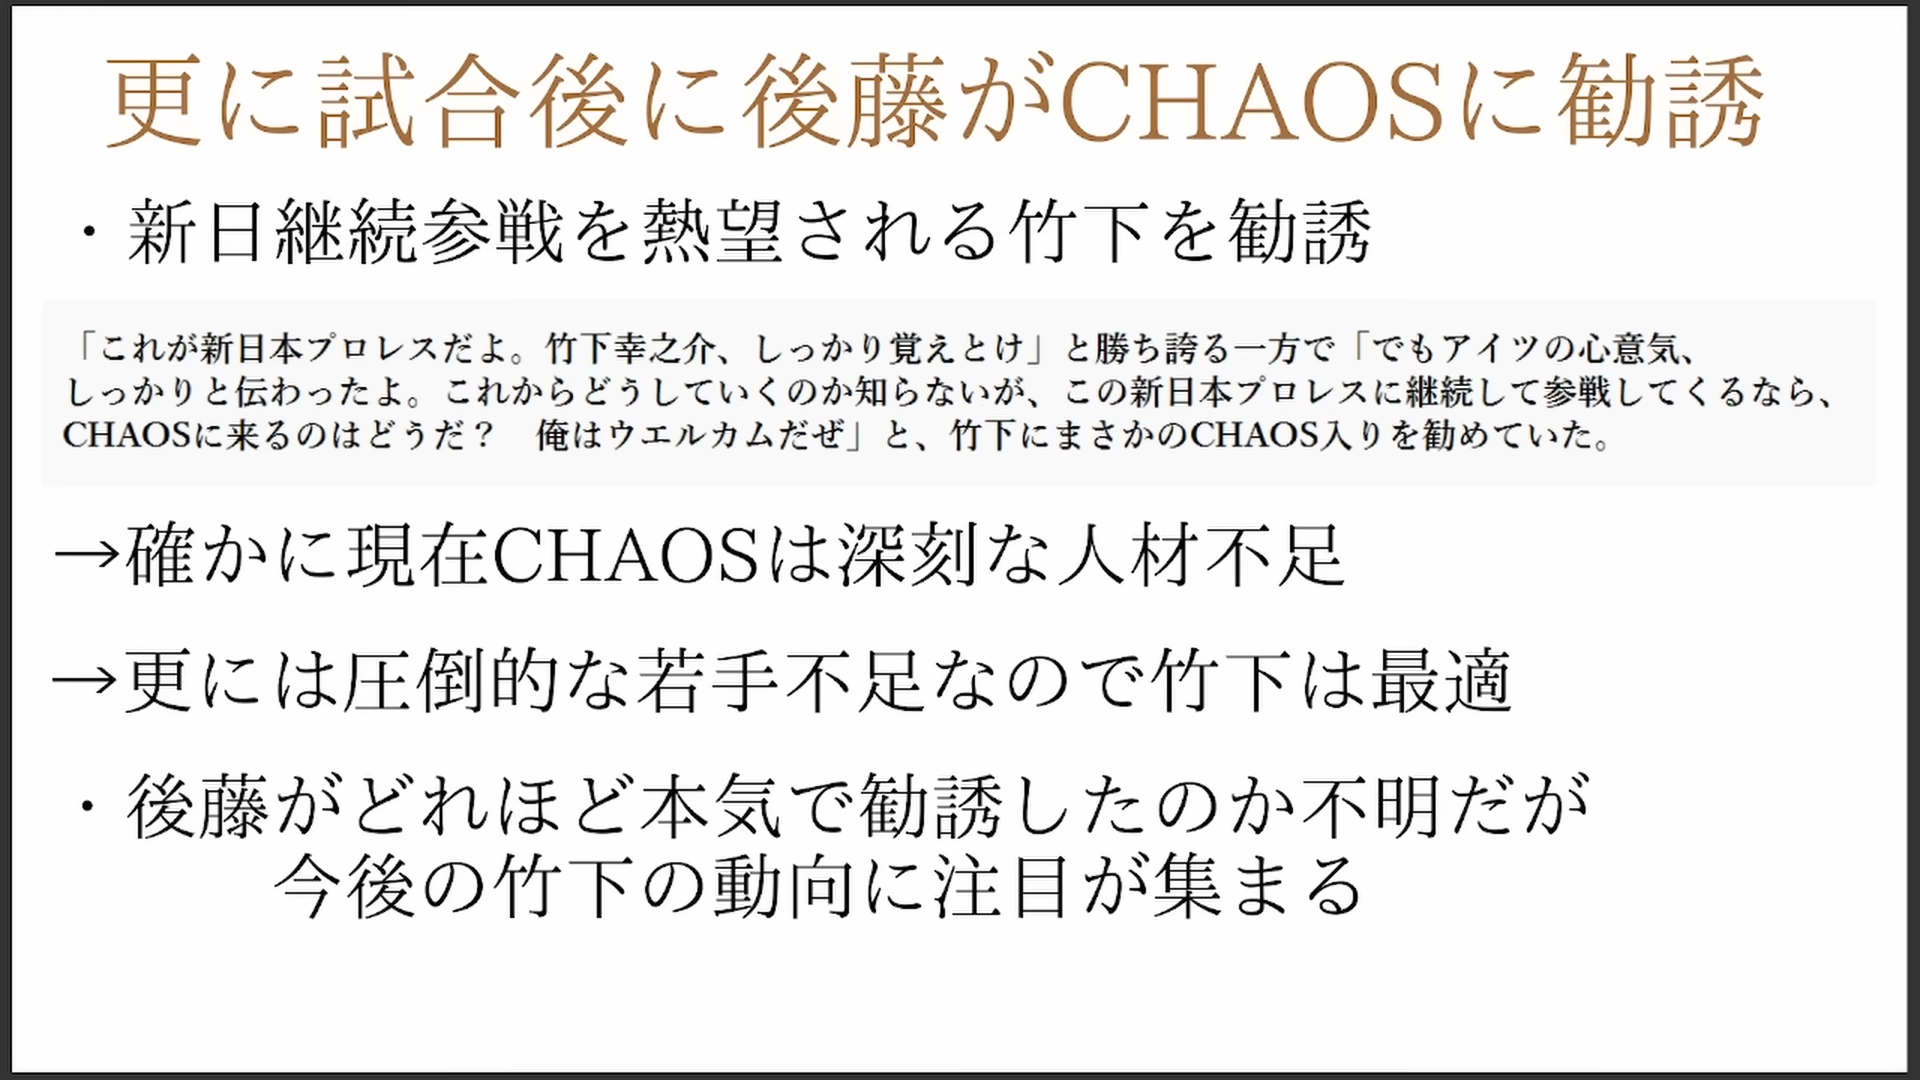 更に試合後に後藤がCHAOSに勧誘
・新日継続参戦を熱望される竹下を勧誘
「これが新日本プロレスだよ。竹下幸之介、しっかり覚えとけ」と勝ち誇る一方で「でもアイツの心意気、
しっかりと伝わったよ。これからどうしていくのか知らないが、この新日本プロレスに継続して参戦してくるなら、
CHAOSに来るのはどうだ？　俺はウエルカムだぜ」と、竹下にまさかのCHAOS入りを勧めていた。
→確かに現在CHAOSは深刻な人材不足
→更には圧倒的な若手不足なので竹下は最適
・後藤がどれほど本気で勧誘したのか不明だが
今後の竹下の動向に注目が集まる